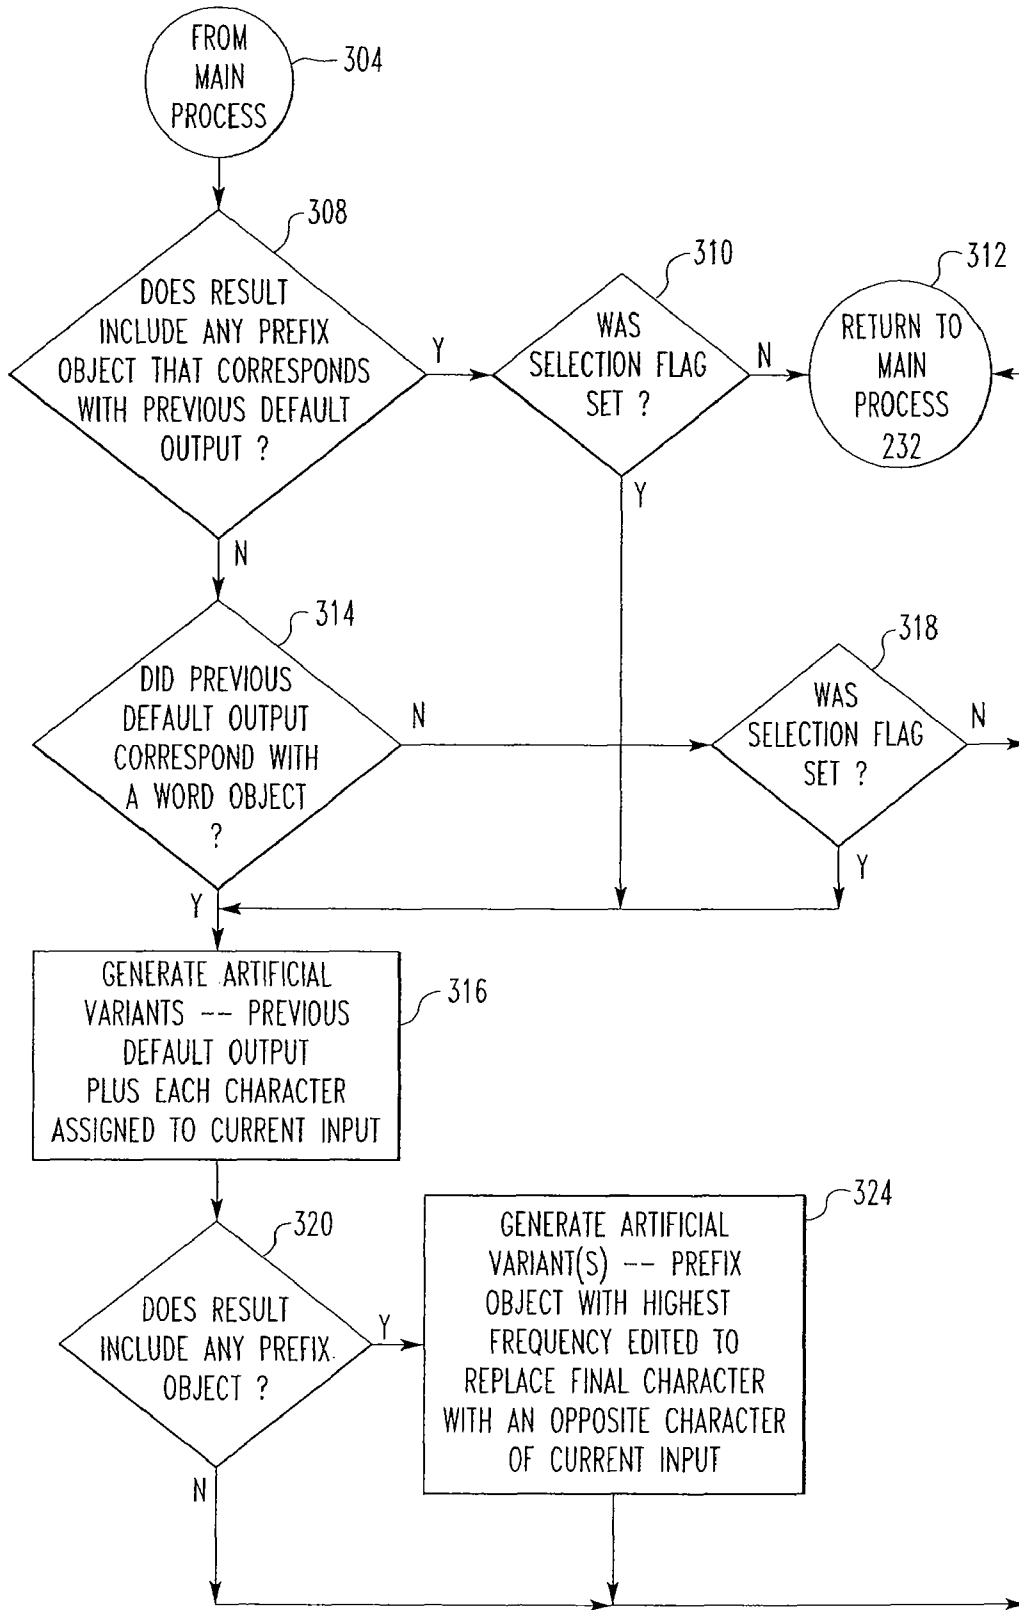 FROM
MAIN
PROCESS
304
308
DOES RESULT
INCLUDE ANY PREFIX
OBJECT THAT CORRESPONDS
WITH PREVIOUS DEFAULT
OUTPUT ?
Y
N
310
WAS
SELECTION FLAG
SET ?
N
Y
312
RETURN TO
MAIN
PROCESS
232
314
DID PREVIOUS
DEFAULT OUTPUT
CORRESPOND WITH
A WORD OBJECT
?
N
Y
318
WAS
SELECTION FLAG
SET ?
N
Y
GENERATE ARTIFICIAL
VARIANTS -- PREVIOUS
DEFAULT OUTPUT
PLUS EACH CHARACTER
ASSIGNED TO CURRENT INPUT
316
320
DOES RESULT
INCLUDE ANY PREFIX
OBJECT ?
Y
N
324
GENERATE ARTIFICIAL
VARIANT(S) -- PREFIX
OBJECT WITH HIGHEST
FREQUENCY EDITED TO
REPLACE FINAL CHARACTER
WITH AN OPPOSITE CHARACTER
OF CURRENT INPUT